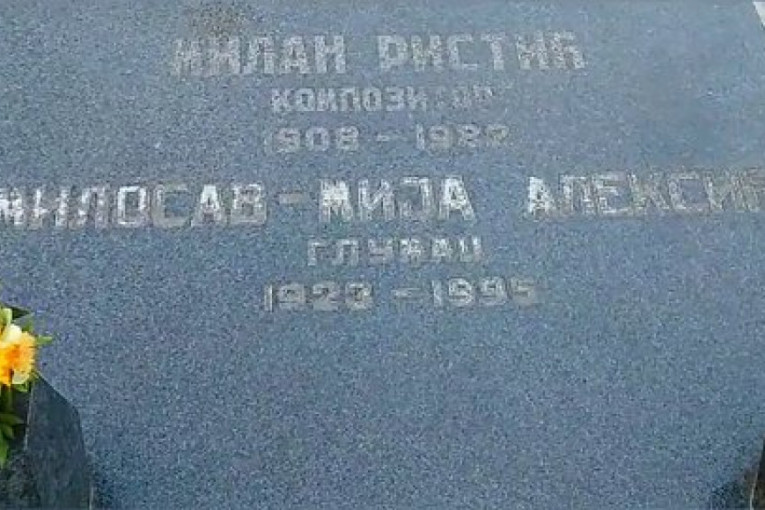 МИЛАН РИСТИЋ
КОМПОЗИТОР
1908 - 1982
МИЛОСАВ - МИЈА АЛЕКСИЋ
ГЛУМАЦ
1923 - 1995